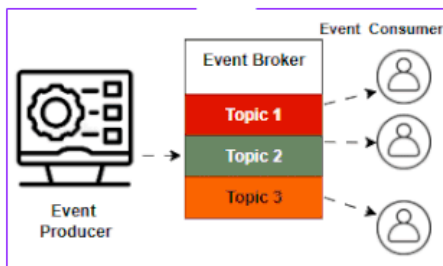 Event Consumer
Event Broker
Topic 1
Topic 2
Topic 3
Event
Producer